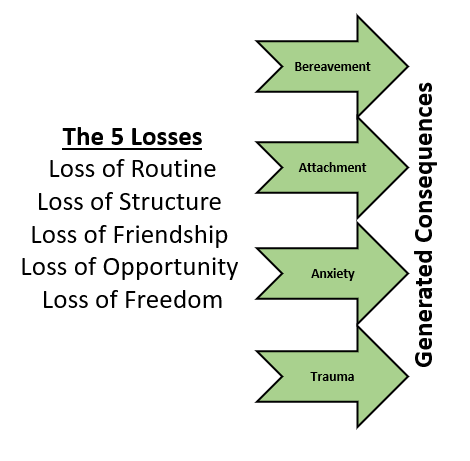 The 5 Losses
Loss of Routine
Loss of Structure
Loss of Friendship
Loss of Opportunity
Loss of Freedom
Bereavement
Attachment
Anxiety
Trauma
Generated Consequences